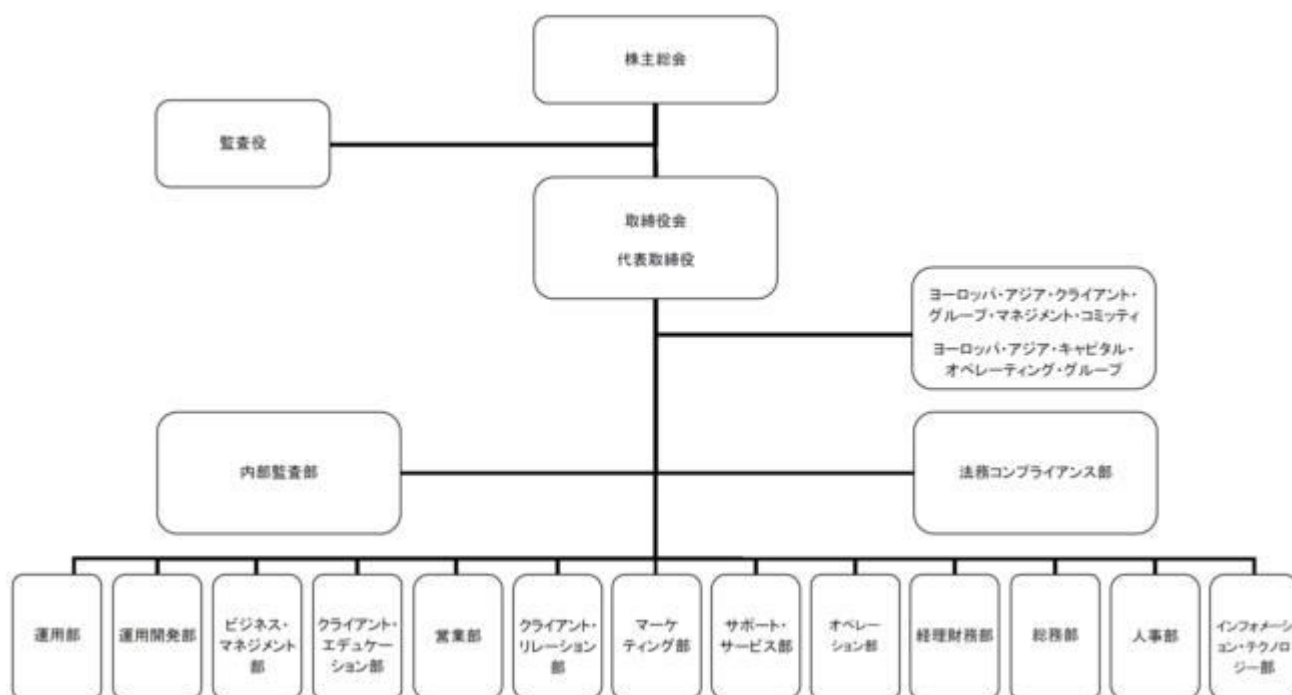 株主総会
監査役
取締役会
代表取締役
ヨーロッパ・アジア・クライアント・
グループ・マネジメント・コミッティ
ヨーロッパ・アジア・キャピタル・
オペレーティング・グループ
内部監査部
法務コンプライアンス部
運用部
運用開発部
ビジネス・
マネジメント
部
クライアント・
エデュケー
ション部
営業部
クライアント・
リレーション
部
マーケ
ティング部
サポート・
サービス部
オペレー
ション部
経理財務部
総務部
人事部
インフォメーシ
ョン・テクノロ
ジー部